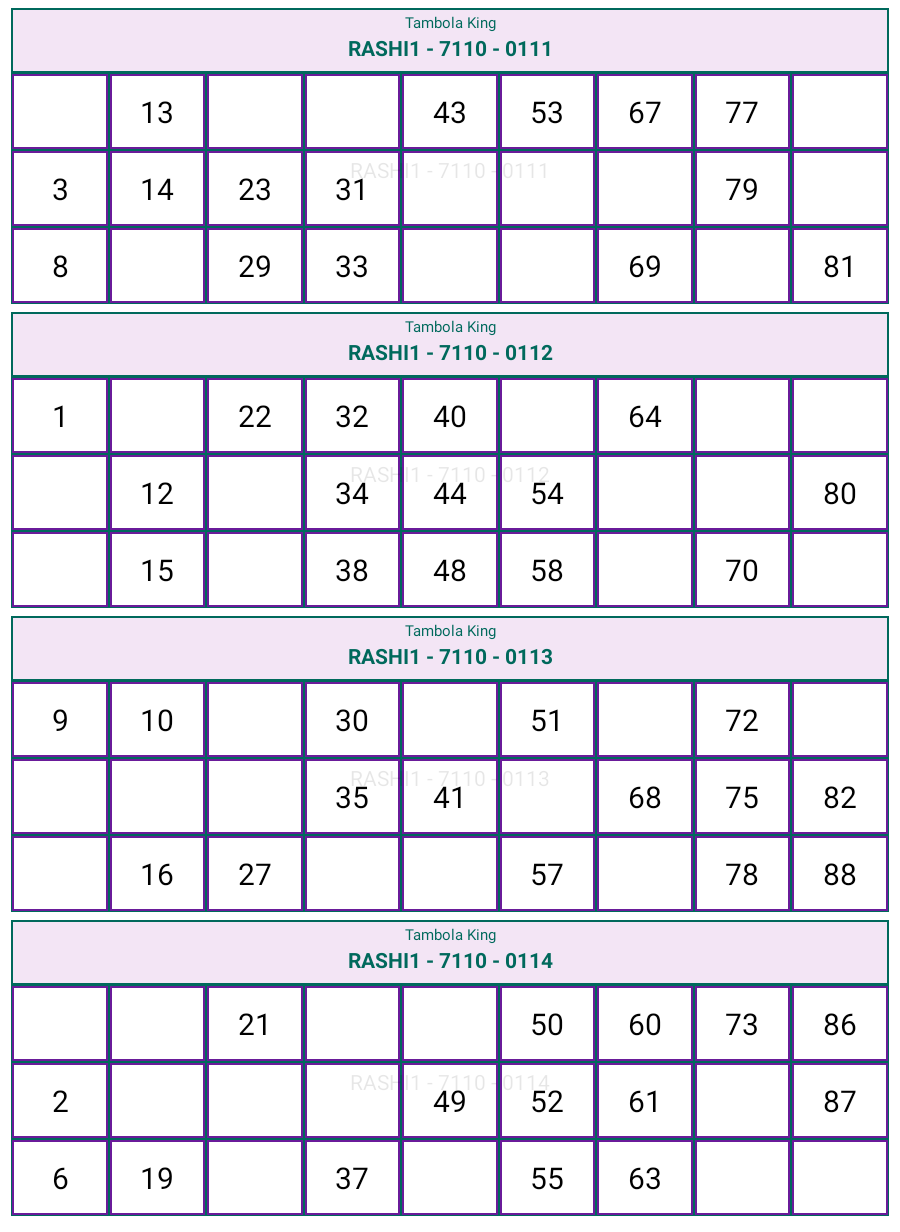 Tambola King
RASHI1 - 7110 - 0111
13 43 53 67 77
RASHI1 - 7110 - 0111
3 14 23 31 79
8 29 33 69 81
Tambola King
RASHI1 - 7110 - 0112
1 22 32 40 64
RASHI1 - 7110 - 0112
12 34 44 54 80
15 38 48 58 70
Tambola King
RASHI1 - 7110 - 0113
9 10 30 51 72
RASHI1 - 7110 - 0113
35 41 68 75 82
16 27 57 78 88
Tambola King
RASHI1 - 7110 - 0114
21 50 60 73 86
RASHI1 - 7110 - 0114
2 49 52 61 87
6 19 37 55 63